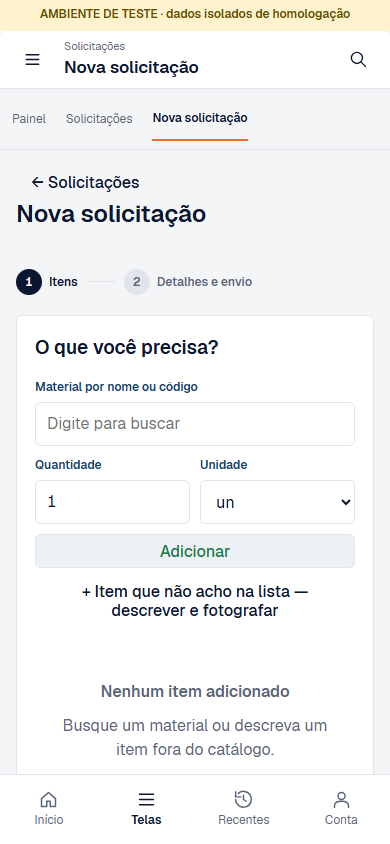 AMBIENTE DE TESTE · dados isolados de homologação
Solicitações
Nova solicitação
Painel
Solicitações
Nova solicitação
← Solicitações
Nova solicitação
1 Itens
2 Detalhes e envio
O que você precisa?
Material por nome ou código
Digite para buscar
Quantidade
Unidade
1
un
Adicionar
+ Item que não acho na lista —
descrever e fotografar
Nenhum item adicionado
Busque um material ou descreva um
item fora do catálogo.
Início
Telas
Recentes
Conta